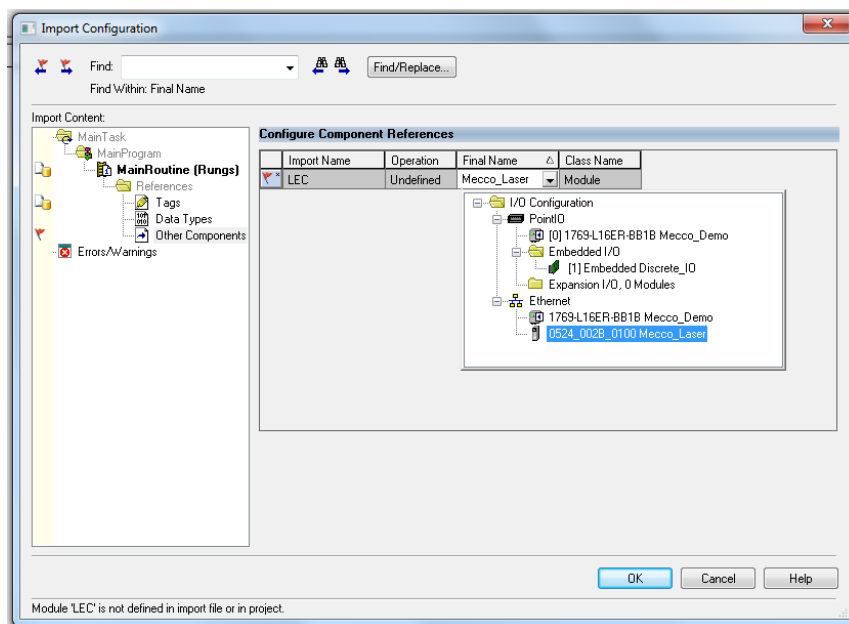 Import Configuration
Find:
Find/Replace...
Find Within: Final Name
Import Content:
MainTask
MainProgram
MainRoutine (Rungs)
References
Tags
Data Types
Other Components
Errors/Warnings
Configure Component References
Import Name Operation Final Name Class Name
LEC Undefined Mecco_Laser Module
I/O Configuration
PointIO
[0] 1769-L16ER-BB1B Mecco_Demo
Embedded I/O
[1] Embedded Discrete_IO
Expansion I/O, 0 Modules
Ethernet
1769-L16ER-BB1B Mecco_Demo
0524_002B_0100 Mecco_Laser
OK Cancel Help
Module 'LEC' is not defined in import file or in project.